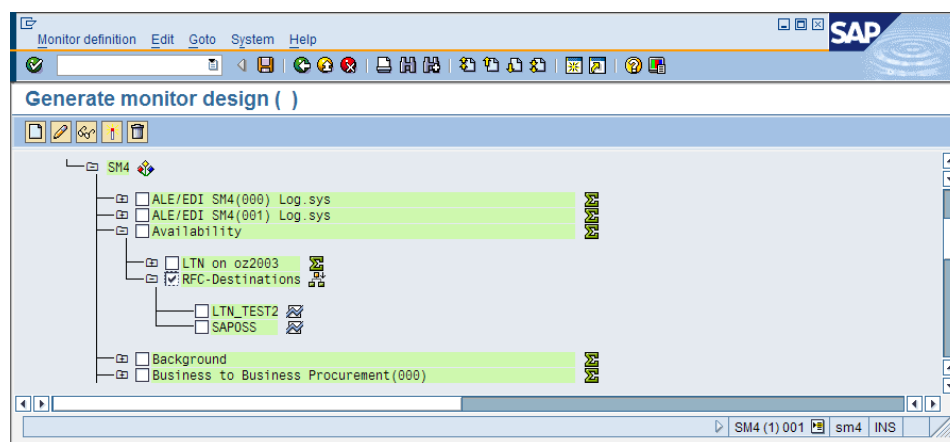 SAP
Monitor definition Edit Goto System Help
Generate monitor design ( )
SM4
ALE/EDI SM4(000) Log.sys
ALE/EDI SM4(001) Log.sys
Availability
LTN on oz2003
RFC-Destinations
LTN_TEST2
SAPOSS
Background
Business to Business Procurement(000)
SM4 (1) 001 sm4 INS